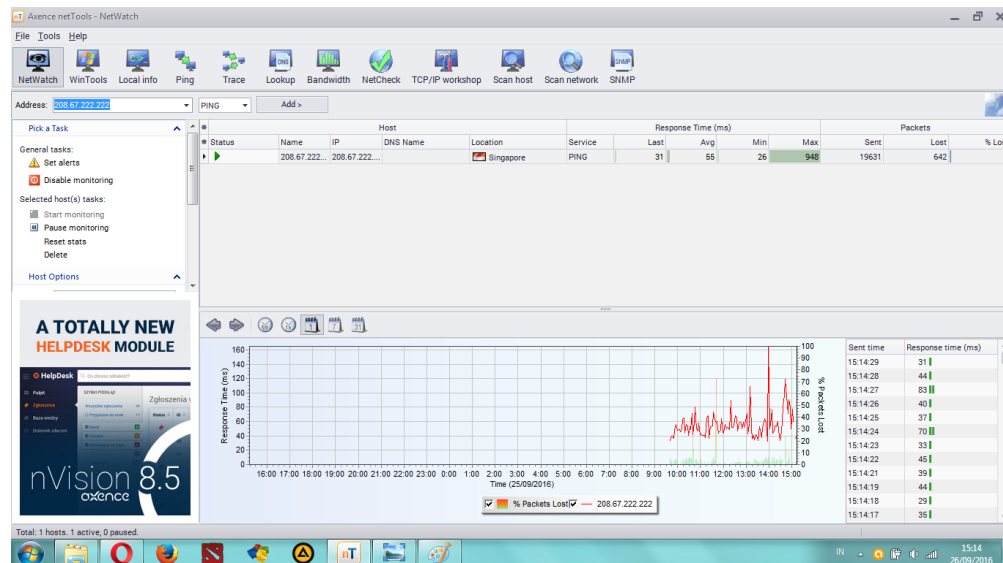 Axence netTools - NetWatch
File Tools Help
NetWatch WinTools Local info Ping Trace Lookup Bandwidth NetCheck TCP/IP workshop Scan host Scan network SNMP
Address: 208.67.222.222 PING Add >
Pick a Task
General tasks:
Set alerts
Disable monitoring
Selected host(s) tasks:
Start monitoring
Pause monitoring
Reset stats
Delete
Host Options
Host Response Time (ms) Packets
Status Name IP DNS Name Location Service Last Avg Min Max Sent Lost % Lo
208.67.222... 208.67.222.... Singapore PING 31 55 26 948 19631 642
A TOTALLY NEW
HELPDESK MODULE
HelpDesk
Pulpit
Zgłoszenia
Baza wiedzy
Dziennik zdarzeń
Zgłoszenia
Status
nVision 8.5
axence
Response Time (ms)
160
140
120
100
80
60
40
20
0
100
90
80
70
60
50
40
30
20
10
0
% Packets Lost
16:00 17:00 18:00 19:00 20:00 21:00 22:00 23:00 0:00 1:00 2:00 3:00 4:00 5:00 6:00 7:00 8:00 9:00 10:00 11:00 12:00 13:00 14:00 15:00
Time (25/09/2016)
% Packets Lost 208.67.222.222
Sent time Response time (ms)
15:14:29 31
15:14:28 44
15:14:27 83
15:14:26 40
15:14:25 37
15:14:24 70
15:14:23 33
15:14:22 45
15:14:21 39
15:14:19 44
15:14:18 29
15:14:17 35
Total: 1 hosts. 1 active, 0 paused.
nT
IN
15:14
26/09/2016